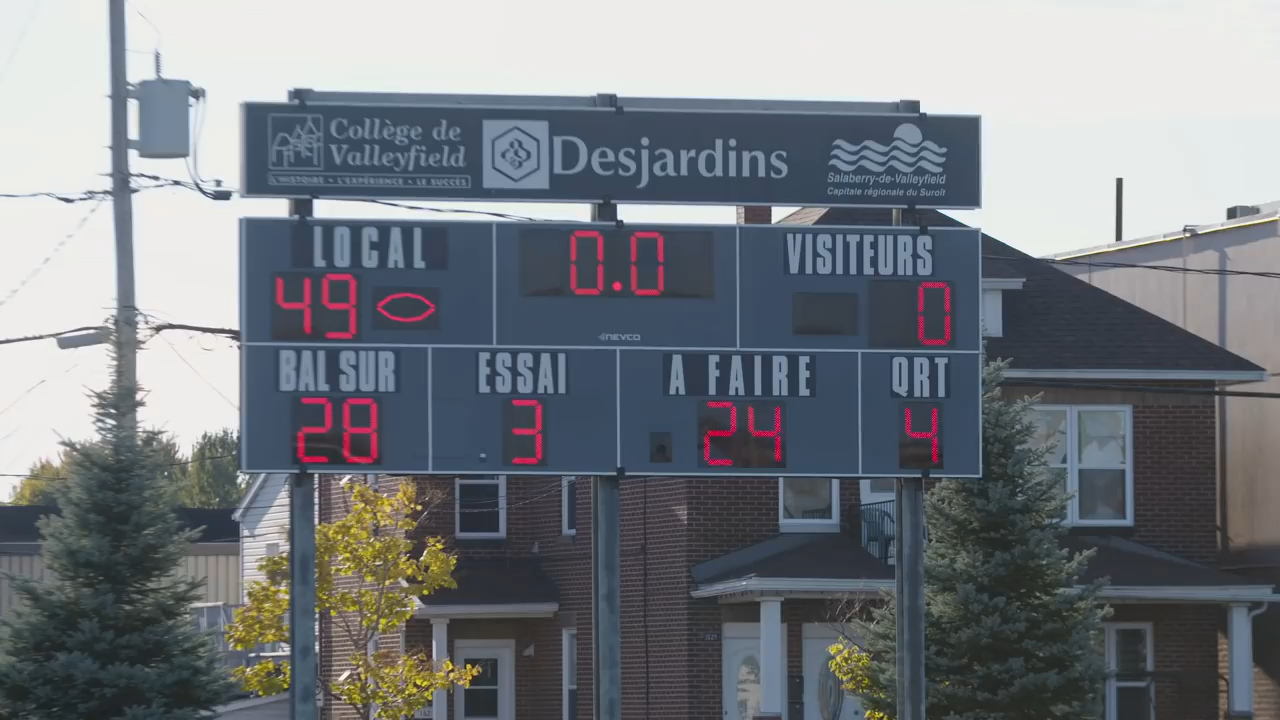 Collège de
Valleyfield
L'HISTOIRE • L'EXPÉRIENCE • LE SUCCÈS
Desjardins
Salaberry-de-Valleyfield
Capitale régionale du Suroît
LOCAL
49
0.0
VISITEURS
0
NEVCO
BAL SUR
28
ESSAI
3
A FAIRE
24
QRT
4